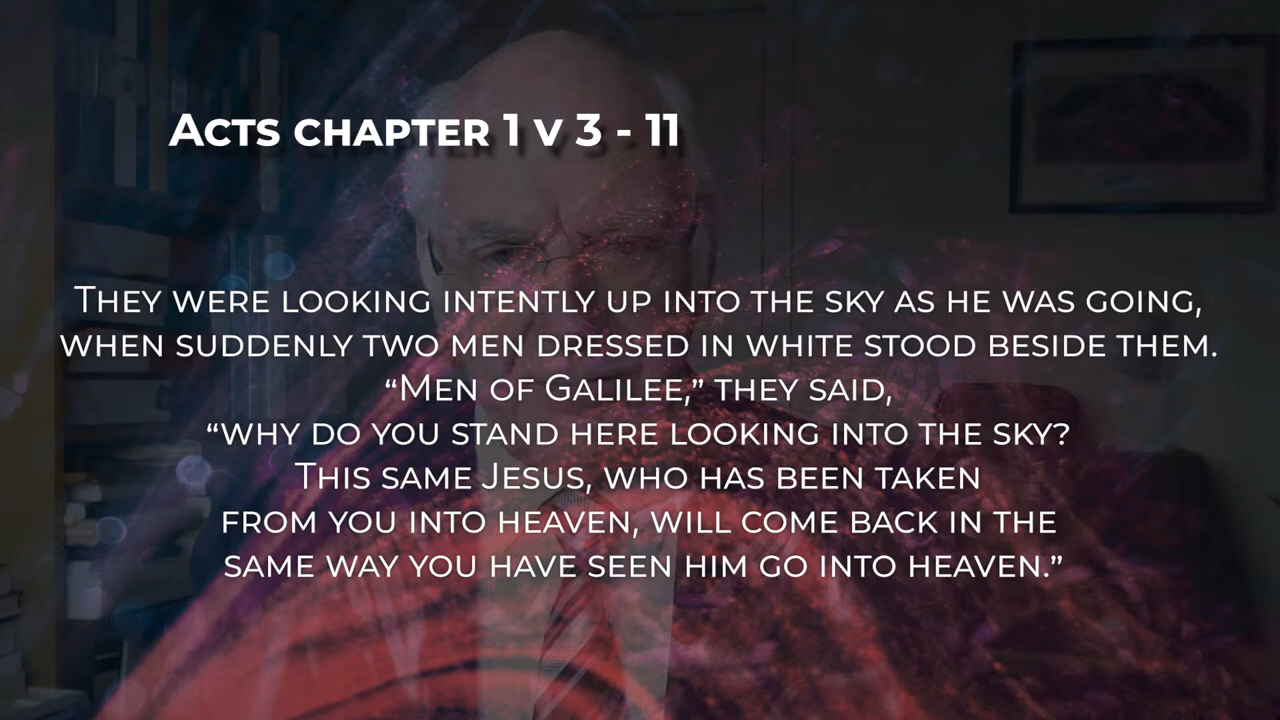 Acts chapter 1 v 3 - 11
They were looking intently up into the sky as he was going,
when suddenly two men dressed in white stood beside them.
“Men of Galilee,” they said,
“why do you stand here looking into the sky?
This same Jesus, who has been taken
from you into heaven, will come back in the
same way you have seen him go into heaven.”